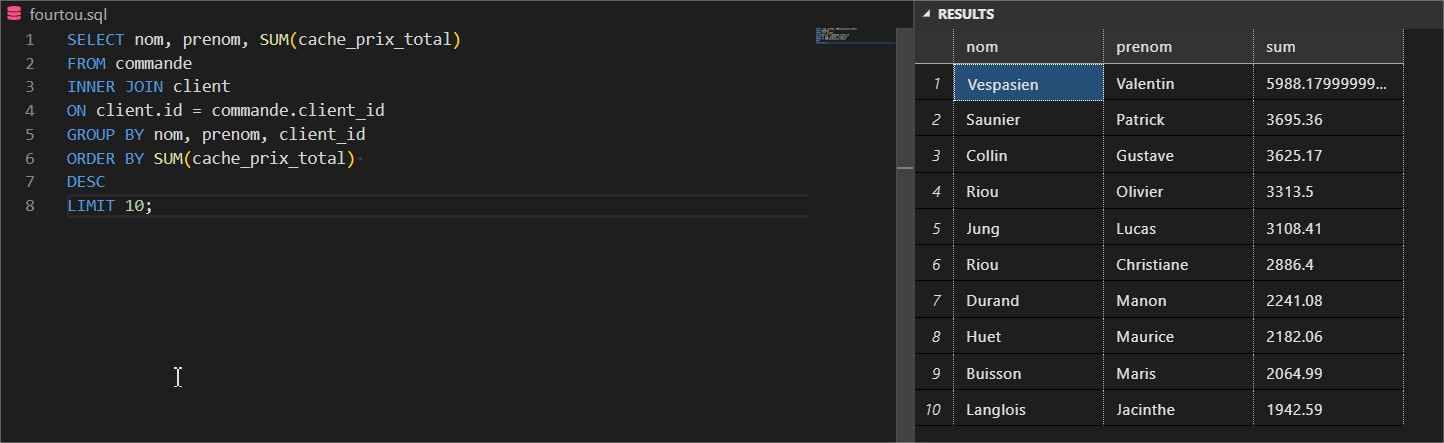 fourtou.sql
1 SELECT nom, prenom, SUM(cache_prix_total)
2 FROM commande
3 INNER JOIN client
4 ON client.id = commande.client_id
5 GROUP BY nom, prenom, client_id
6 ORDER BY SUM(cache_prix_total)
7 DESC
8 LIMIT 10;
RESULTS
nom prenom sum
1 Vespasien Valentin 5988.17999999...
2 Saunier Patrick 3695.36
3 Collin Gustave 3625.17
4 Riou Olivier 3313.5
5 Jung Lucas 3108.41
6 Riou Christiane 2886.4
7 Durand Manon 2241.08
8 Huet Maurice 2182.06
9 Buisson Maris 2064.99
10 Langlois Jacinthe 1942.59